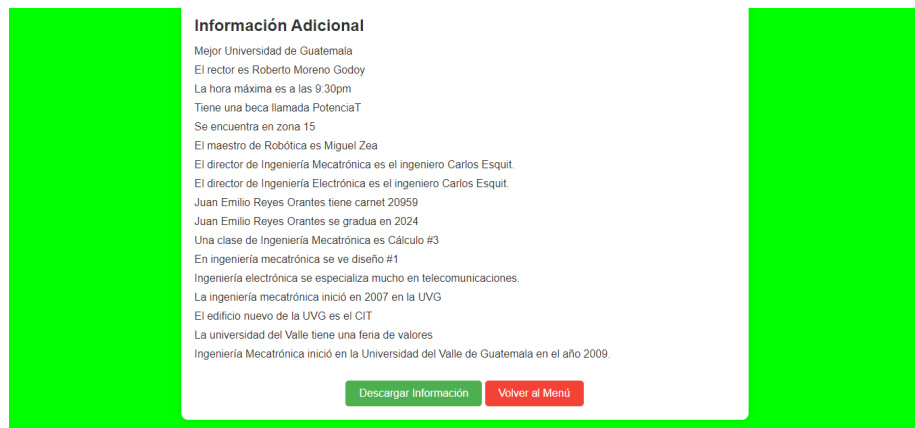 Información Adicional
Mejor Universidad de Guatemala
El rector es Roberto Moreno Godoy
La hora máxima es a las 9:30pm
Tiene una beca llamada PotenciaT
Se encuentra en zona 15
El maestro de Robótica es Miguel Zea
El director de Ingeniería Mecatrónica es el ingeniero Carlos Esquit.
El director de Ingeniería Electrónica es el ingeniero Carlos Esquit.
Juan Emilio Reyes Orantes tiene carnet 20959
Juan Emilio Reyes Orantes se gradua en 2024
Una clase de Ingeniería Mecatrónica es Cálculo #3
En ingeniería mecatrónica se ve diseño #1
Ingeniería electrónica se especializa mucho en telecomunicaciones.
La ingeniería mecatrónica inició en 2007 en la UVG
El edificio nuevo de la UVG es el CIT
La universidad del Valle tiene una feria de valores
Ingeniería Mecatrónica inició en la Universidad del Valle de Guatemala en el año 2009.
Descargar Información Volver al Menú